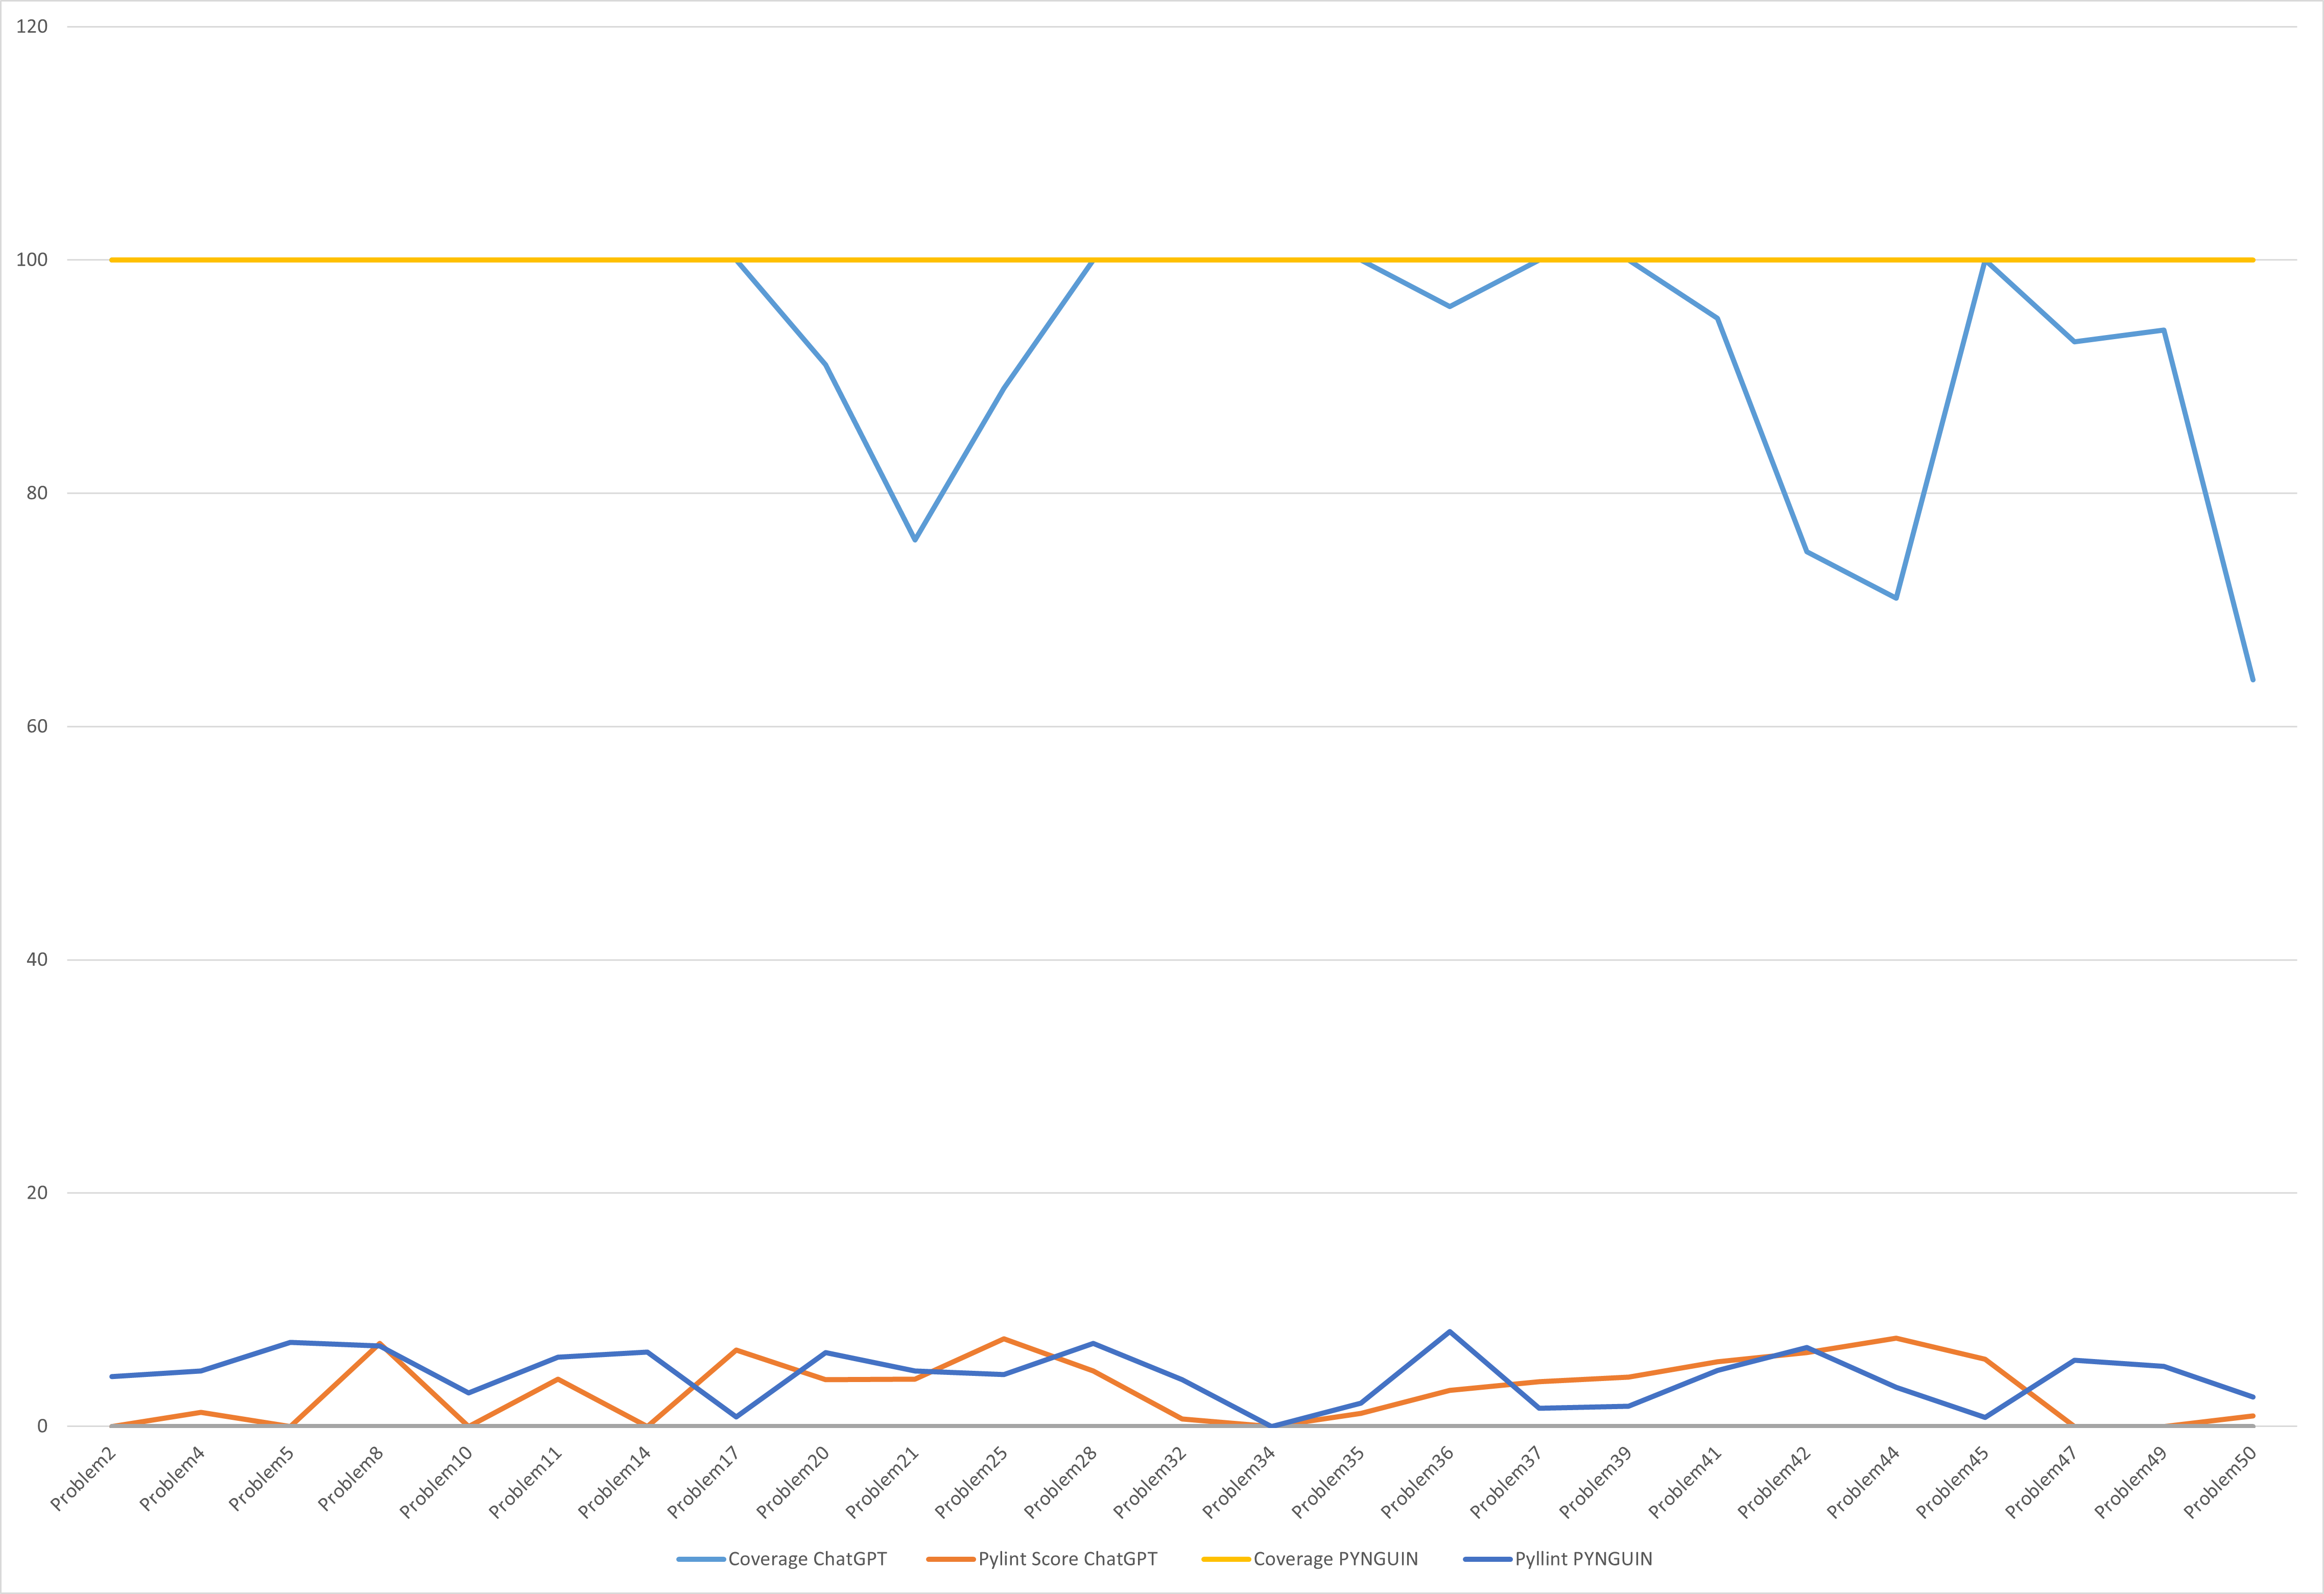 120
100
80
60
40
20
0
Problem2
Problem4
Problem5
Problem8
Problem10
Problem11
Problem14
Problem17
Problem20
Problem21
Problem25
Problem28
Problem32
Problem34
Problem35
Problem36
Problem37
Problem39
Problem41
Problem42
Problem44
Problem45
Problem47
Problem49
Problem50
Coverage ChatGPT Pylint Score ChatGPT Coverage PYNGUIN Pyllint PYNGUIN